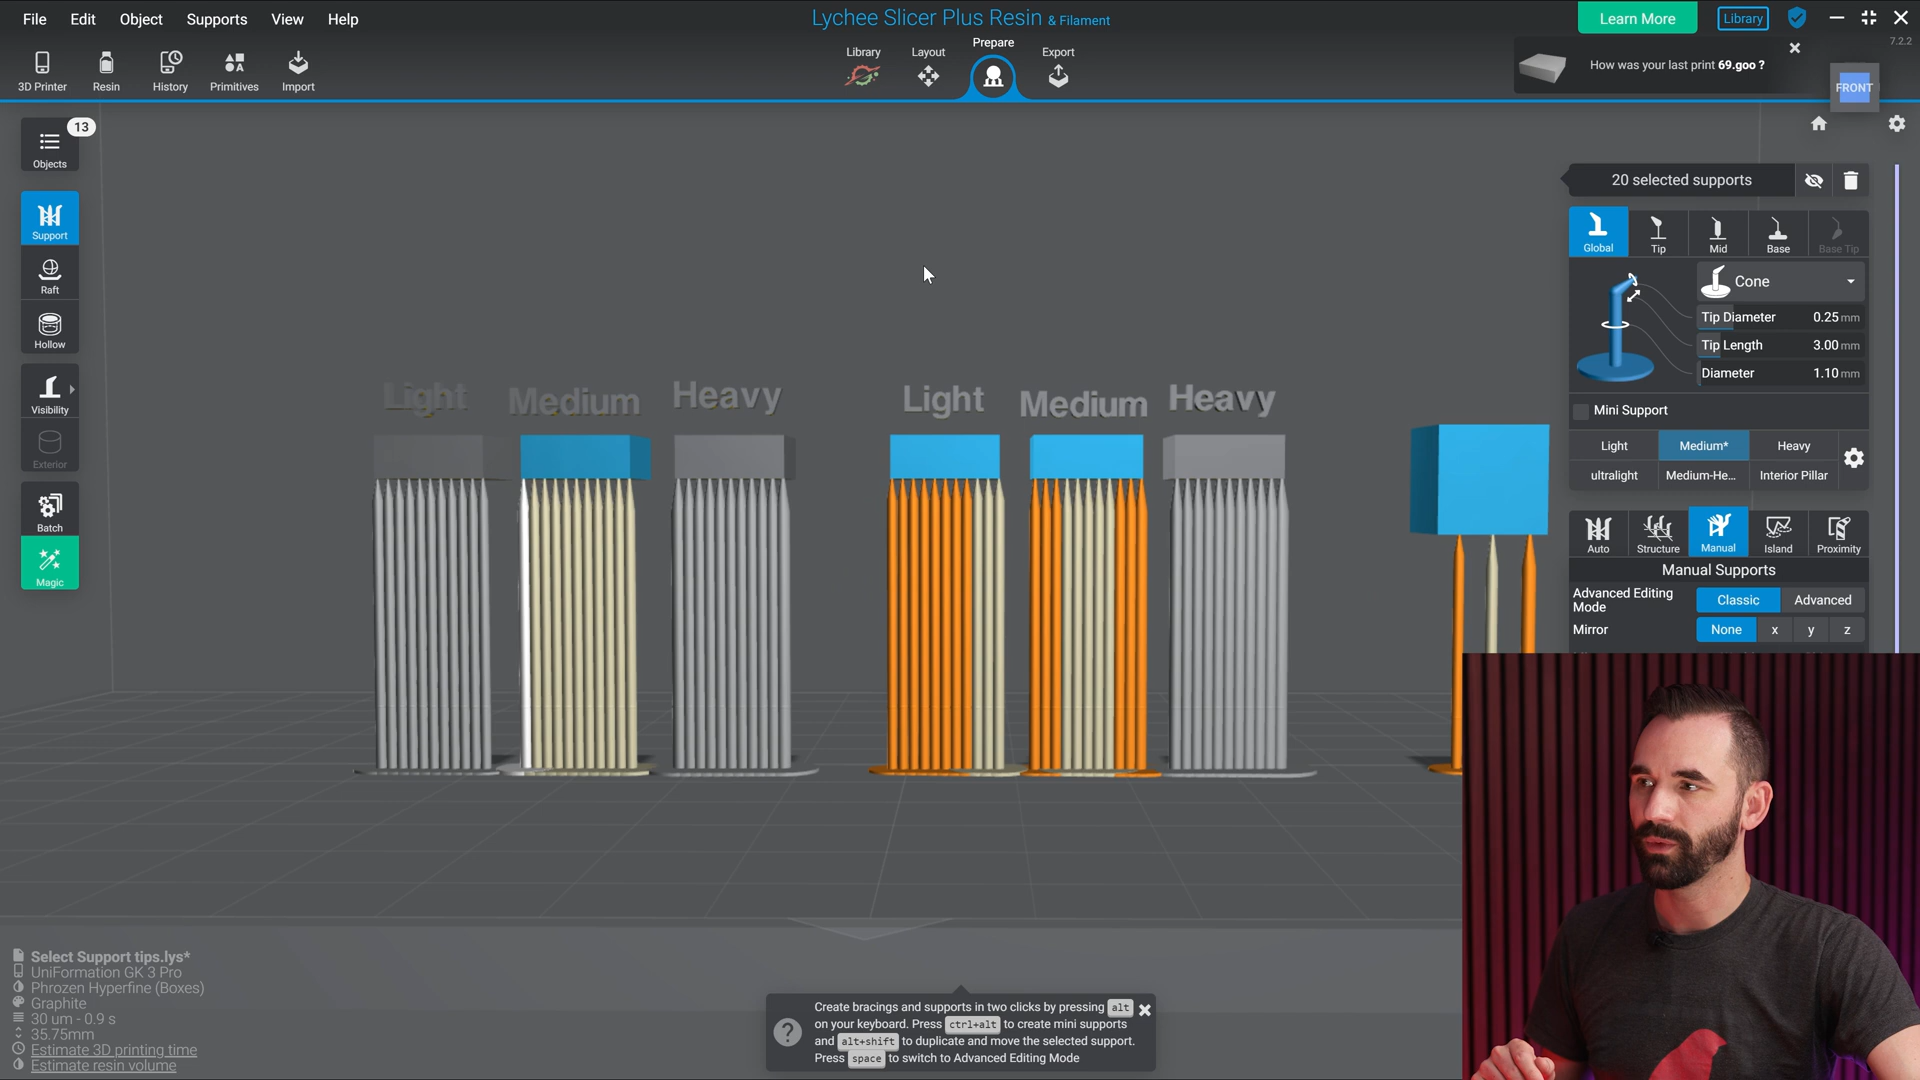 File Edit Object Supports View Help
Lychee Slicer Plus Resin & Filament
Learn More
Library
7.2.2
3D Printer Resin History Primitives Import
Library Layout Prepare Export
How was your last print 69.goo ?
FRONT
13
Objects
Support
Raft
Hollow
Visibility
Exterior
Batch
Magic
20 selected supports
Global Tip Mid Base Base Tip
Cone
Tip Diameter 0.25 mm
Tip Length 3.00 mm
Diameter 1.10 mm
Mini Support
Light Medium* Heavy
ultralight Medium-He... Interior Pillar
Auto Structure Manual Island Proximity
Manual Supports
Advanced Editing Mode Classic Advanced
Mirror None x y z
Light Medium Heavy
Light Medium Heavy
Select Support tips.lys*
UniFormation GK 3 Pro
Phrozen Hyperfine (Boxes)
Graphite
30 um - 0.9 s
35.75mm
Estimate 3D printing time
Estimate resin volume
Create bracings and supports in two clicks by pressing alt
on your keyboard. Press ctrl+alt to create mini supports
and alt+shift to duplicate and move the selected support.
Press space to switch to Advanced Editing Mode